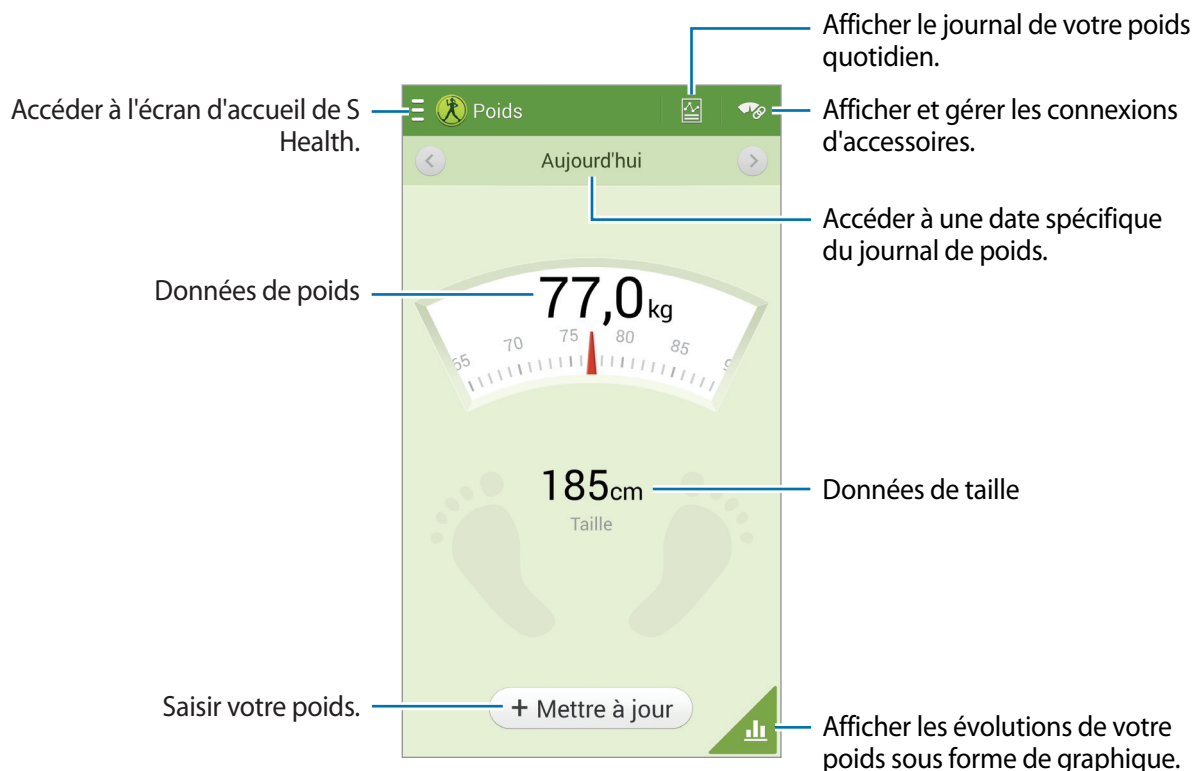 Afficher le journal de votre poids
quotidien.
Accéder à l'écran d'accueil de S
Health.
Poids
Afficher et gérer les connexions
d'accessoires.
Aujourd'hui
Accéder à une date spécifique
du journal de poids.
Données de poids
77,0 kg
65 70 75 80 85
185cm
Taille
Données de taille
Saisir votre poids.
+ Mettre à jour
Afficher les évolutions de votre
poids sous forme de graphique.